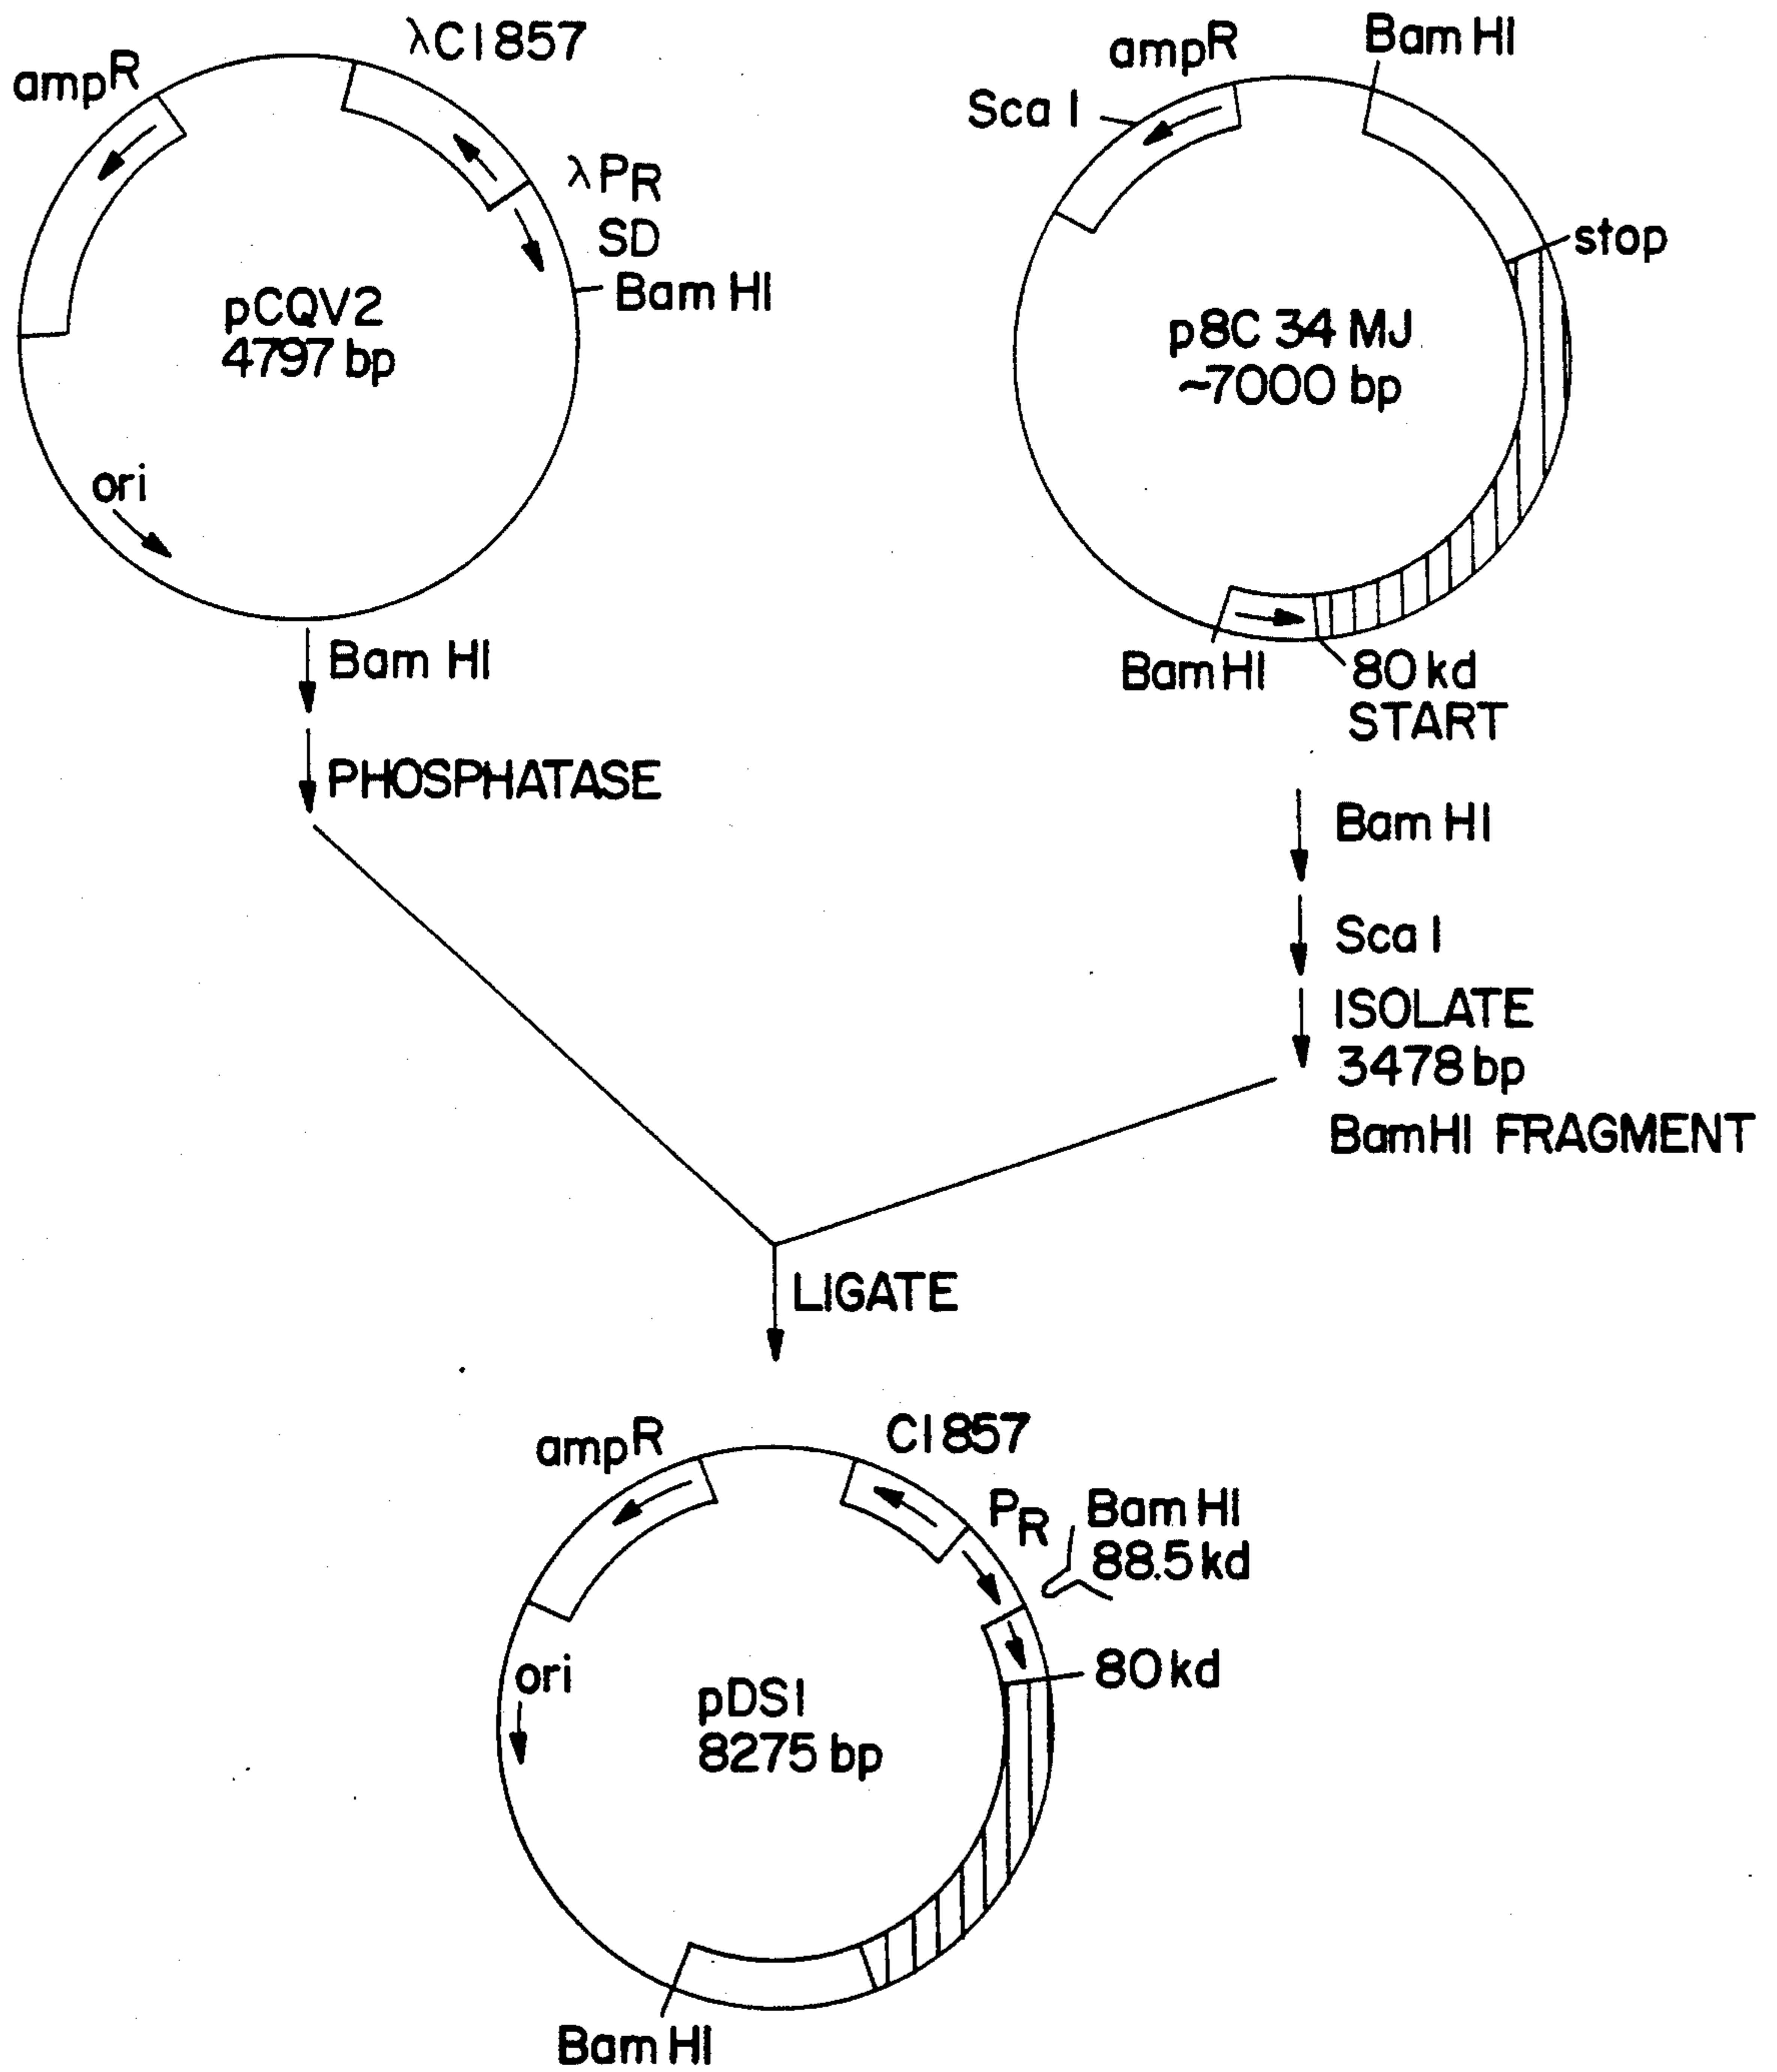 λCI857
ampR
λPR
SD
Bam HI
pCQV2
4797 bp
ori
Bam HI
PHOSPHATASE
ampR
Bam HI
Sca I
stop
p8C 34 MJ
~7000 bp
Bam HI
80 kd
START
Bam HI
Sca I
ISOLATE
3478 bp
BamHI FRAGMENT
LIGATE
ampR
CI857
PR
Bam HI
88.5 kd
80 kd
ori
pDSI
8275 bp
Bam HI